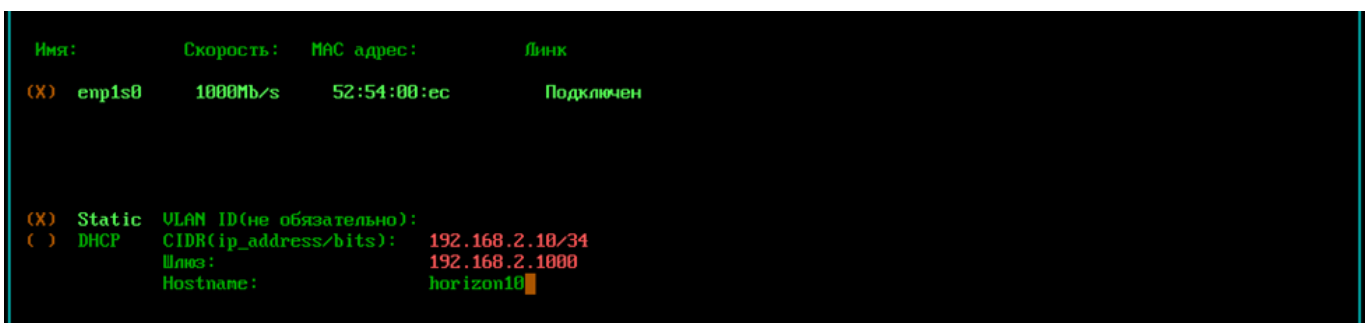 Имя: Скорость: MAC адрес: Линк
(X) enp1s0 1000Mb/s 52:54:00:ec Подключен
(X) Static VLAN ID(не обязательно):
( ) DHCP CIDR(ip_address/bits): 192.168.2.10/34
Шлюз: 192.168.2.1000
Hostname: horizon10